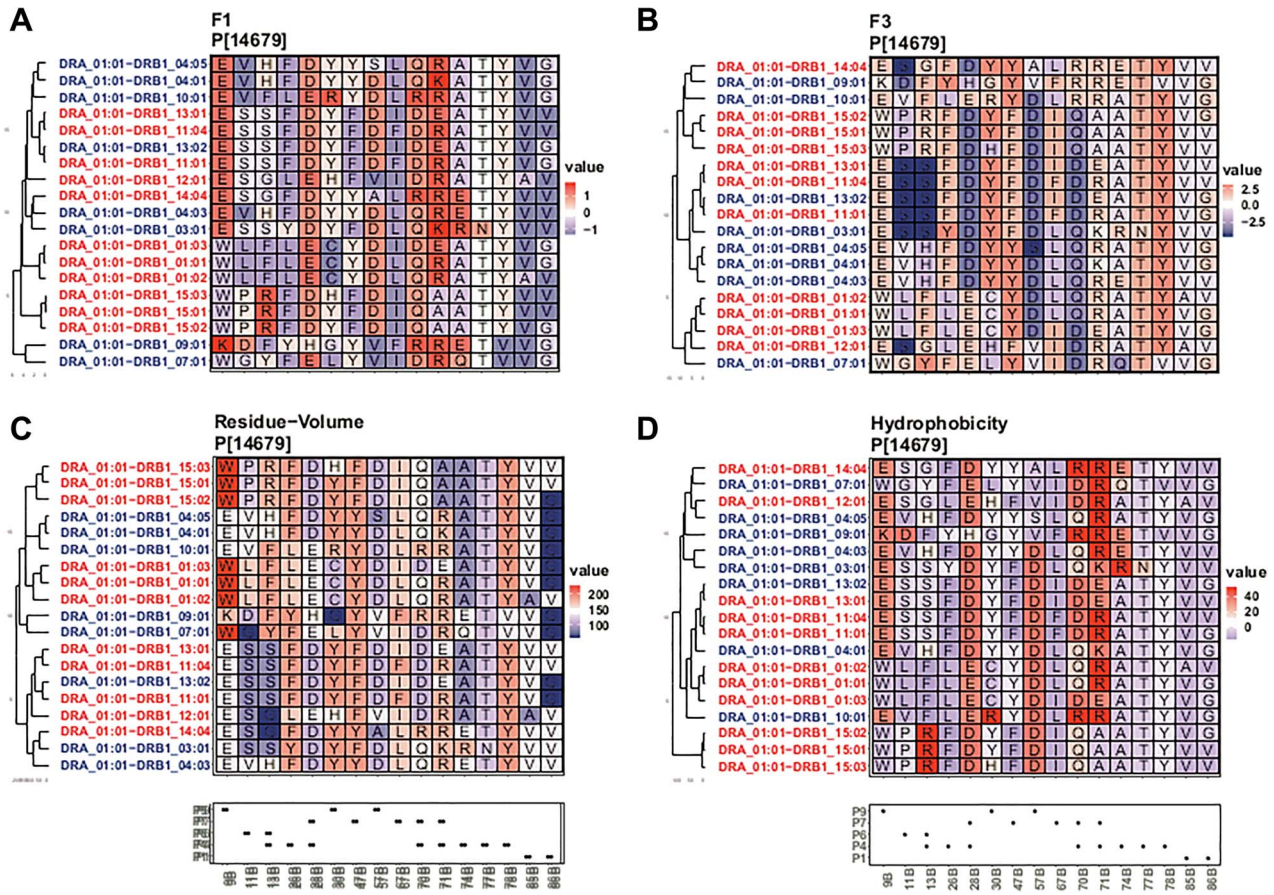 A
F1
P[14679]
DRA_01:01-DRB1_04:05 E V H F D Y Y S L Q R A T Y V G
DRA_01:01-DRB1_04:01 E V H F D Y Y D L Q K A T Y V G
DRA_01:01-DRB1_10:01 E V F L E R Y D L R R A T Y V G
DRA_01:01-DRB1_13:01 E S S F D Y F D I D E A T Y V V
DRA_01:01-DRB1_11:04 E S S F D Y F D F D R A T Y V V
DRA_01:01-DRB1_13:02 E S S F D Y F D I D E A T Y V G
DRA_01:01-DRB1_11:01 E S S F D Y F D F D R A T Y V G
DRA_01:01-DRB1_12:01 E S G L E H F V I D R A T Y A V
DRA_01:01-DRB1_14:04 E S G F D Y Y A L R R E T Y V V
DRA_01:01-DRB1_04:03 E V H F D Y Y D L Q R E T Y V V
DRA_01:01-DRB1_03:01 E S S Y D Y F D L Q K R N Y V V
DRA_01:01-DRB1_01:03 W L F L E C Y D I D E A T Y V G
DRA_01:01-DRB1_01:01 W L F L E C Y D L Q R A T Y V G
DRA_01:01-DRB1_01:02 W L F L E C Y D L Q R A T Y A V
DRA_01:01-DRB1_15:03 W P R F D H F D I Q A A T Y V V
DRA_01:01-DRB1_15:01 W P R F D Y F D I Q A A T Y V V
DRA_01:01-DRB1_15:02 W P R F D Y F D I Q A A T Y V G
DRA_01:01-DRB1_09:01 K D F Y H G Y V F R R E T V V G
DRA_01:01-DRB1_07:01 W G Y F E L Y V I D R Q T V V G
value
1
0
-1
B
F3
P[14679]
DRA_01:01-DRB1_14:04 E S G F D Y Y A L R R E T Y V V
DRA_01:01-DRB1_09:01 K D F Y H G Y V F R R E T V V G
DRA_01:01-DRB1_10:01 E V F L E R Y D L R R A T Y V G
DRA_01:01-DRB1_15:02 W P R F D Y F D I Q A A T Y V G
DRA_01:01-DRB1_15:01 W P R F D Y F D I Q A A T Y V V
DRA_01:01-DRB1_15:03 W P R F D H F D I Q A A T Y V V
DRA_01:01-DRB1_13:01 E S S F D Y F D I D E A T Y V V
DRA_01:01-DRB1_11:04 E S S F D Y F D F D R A T Y V V
DRA_01:01-DRB1_13:02 E S S F D Y F D I D E A T Y V G
DRA_01:01-DRB1_11:01 E S S F D Y F D F D R A T Y V G
DRA_01:01-DRB1_03:01 E S S Y D Y F D L Q K R N Y V V
DRA_01:01-DRB1_04:05 E V H F D Y Y S L Q R A T Y V G
DRA_01:01-DRB1_04:01 E V H F D Y Y D L Q K A T Y V G
DRA_01:01-DRB1_04:03 E V H F D Y Y D L Q R E T Y V V
DRA_01:01-DRB1_01:02 W L F L E C Y D L Q R A T Y A V
DRA_01:01-DRB1_01:01 W L F L E C Y D L Q R A T Y V G
DRA_01:01-DRB1_01:03 W L F L E C Y D I D E A T Y V G
DRA_01:01-DRB1_12:01 E S G L E H F V I D R A T Y A V
DRA_01:01-DRB1_07:01 W G Y F E L Y V I D R Q T V V G
value
2.5
0.0
-2.5
C
Residue-Volume
P[14679]
DRA_01:01-DRB1_15:03 W P R F D H F D I Q A A T Y V V
DRA_01:01-DRB1_15:01 W P R F D Y F D I Q A A T Y V V
DRA_01:01-DRB1_15:02 W P R F D Y F D I Q A A T Y V G
DRA_01:01-DRB1_04:05 E V H F D Y Y S L Q R A T Y V G
DRA_01:01-DRB1_04:01 E V H F D Y Y D L Q K A T Y V G
DRA_01:01-DRB1_10:01 E V F L E R Y D L R R A T Y V G
DRA_01:01-DRB1_01:03 W L F L E C Y D I D E A T Y V G
DRA_01:01-DRB1_01:01 W L F L E C Y D L Q R A T Y V G
DRA_01:01-DRB1_01:02 W L F L E C Y D L Q R A T Y A V
DRA_01:01-DRB1_09:01 K D F Y H G Y V F R R E T V V G
DRA_01:01-DRB1_07:01 W G Y F E L Y V I D R Q T V V G
DRA_01:01-DRB1_13:01 E S S F D Y F D I D E A T Y V V
DRA_01:01-DRB1_11:04 E S S F D Y F D F D R A T Y V V
DRA_01:01-DRB1_13:02 E S S F D Y F D I D E A T Y V G
DRA_01:01-DRB1_11:01 E S S F D Y F D F D R A T Y V G
DRA_01:01-DRB1_12:01 E S G L E H F V I D R A T Y A V
DRA_01:01-DRB1_14:04 E S G F D Y Y A L R R E T Y V V
DRA_01:01-DRB1_03:01 E S S Y D Y F D L Q K R N Y V V
DRA_01:01-DRB1_04:03 E V H F D Y Y D L Q R E T Y V V
value
200
150
100
D
Hydrophobicity
P[14679]
DRA_01:01-DRB1_14:04 E S G F D Y Y A L R R E T Y V V
DRA_01:01-DRB1_07:01 W G Y F E L Y V I D R Q T V V G
DRA_01:01-DRB1_12:01 E S G L E H F V I D R A T Y A V
DRA_01:01-DRB1_04:05 E V H F D Y Y S L Q R A T Y V G
DRA_01:01-DRB1_09:01 K D F Y H G Y V F R R E T V V G
DRA_01:01-DRB1_04:03 E V H F D Y Y D L Q R E T Y V V
DRA_01:01-DRB1_03:01 E S S Y D Y F D L Q K R N Y V V
DRA_01:01-DRB1_13:02 E S S F D Y F D I D E A T Y V G
DRA_01:01-DRB1_13:01 E S S F D Y F D I D E A T Y V V
DRA_01:01-DRB1_11:04 E S S F D Y F D F D R A T Y V V
DRA_01:01-DRB1_11:01 E S S F D Y F D F D R A T Y V G
DRA_01:01-DRB1_04:01 E V H F D Y Y D L Q K A T Y V G
DRA_01:01-DRB1_01:02 W L F L E C Y D L Q R A T Y A V
DRA_01:01-DRB1_01:01 W L F L E C Y D L Q R A T Y V G
DRA_01:01-DRB1_01:03 W L F L E C Y D I D E A T Y V G
DRA_01:01-DRB1_10:01 E V F L E R Y D L R R A T Y V G
DRA_01:01-DRB1_15:02 W P R F D Y F D I Q A A T Y V G
DRA_01:01-DRB1_15:01 W P R F D Y F D I Q A A T Y V V
DRA_01:01-DRB1_15:03 W P R F D H F D I Q A A T Y V V
value
40
20
0
P9
P7
P6
P4
P1
9B 11B 13B 26B 28B 30B 47B 57B 67B 70B 71B 74B 77B 78B 85B 86B